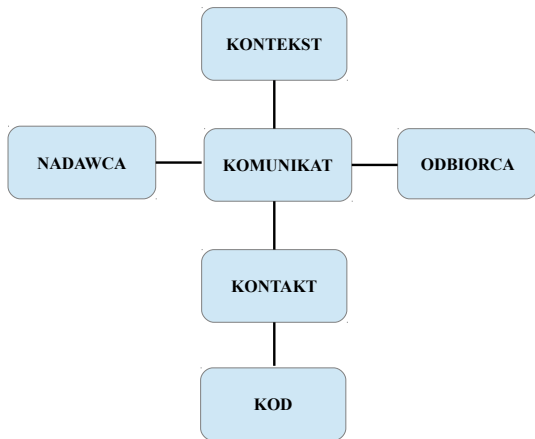 KONTEKST
NADAWCA
KOMUNIKAT
ODBIORCA
KONTAKT
KOD